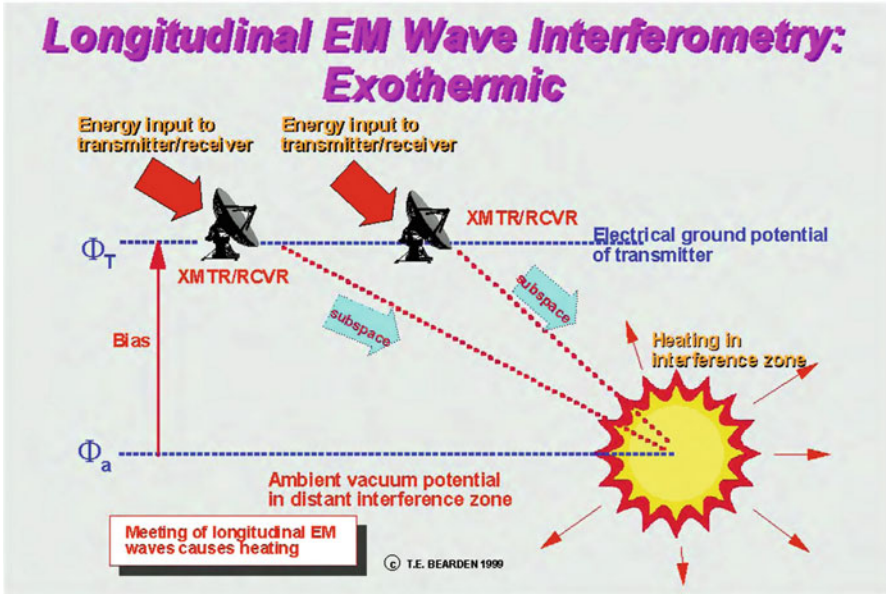 Longitudinal EM Wave Interferometry:
Exothermic
Energy input to
transmitter/receiver
Energy input to
transmitter/receiver
XMTR/RCVR
ΦT
Electrical ground potential
of transmitter
XMTR/RCVR
subspace
subspace
Bias
Heating in
interference zone
Φa
Ambient vacuum potential
in distant interference zone
Meeting of longitudinal EM
waves causes heating
© T.E. BEARDEN 1999